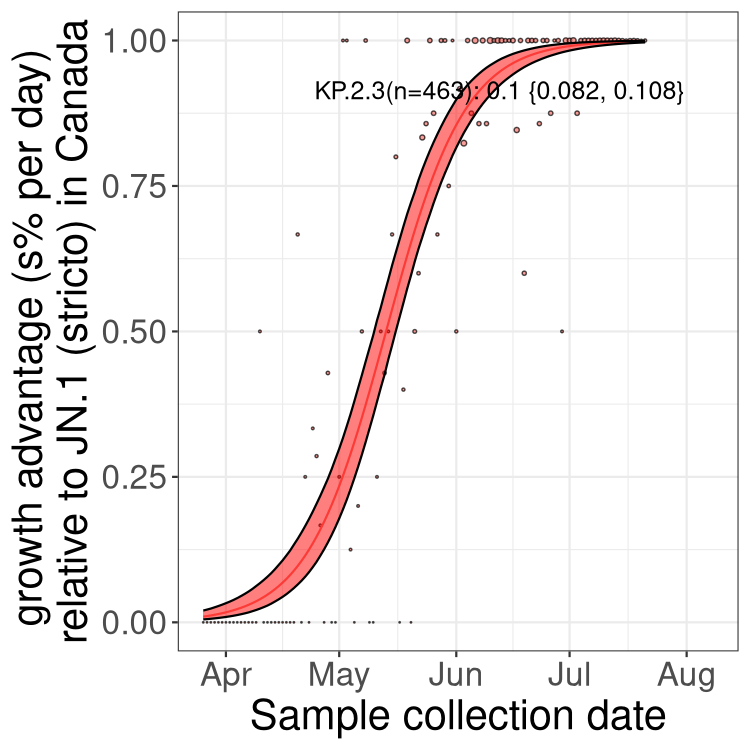 growth advantage (s% per day)
relative to JN.1 (stricto) in Canada
1.00
0.75
0.50
0.25
0.00
KP.2.3(n=463): 0.1 {0.082, 0.108}
Apr May Jun Jul Aug
Sample collection date